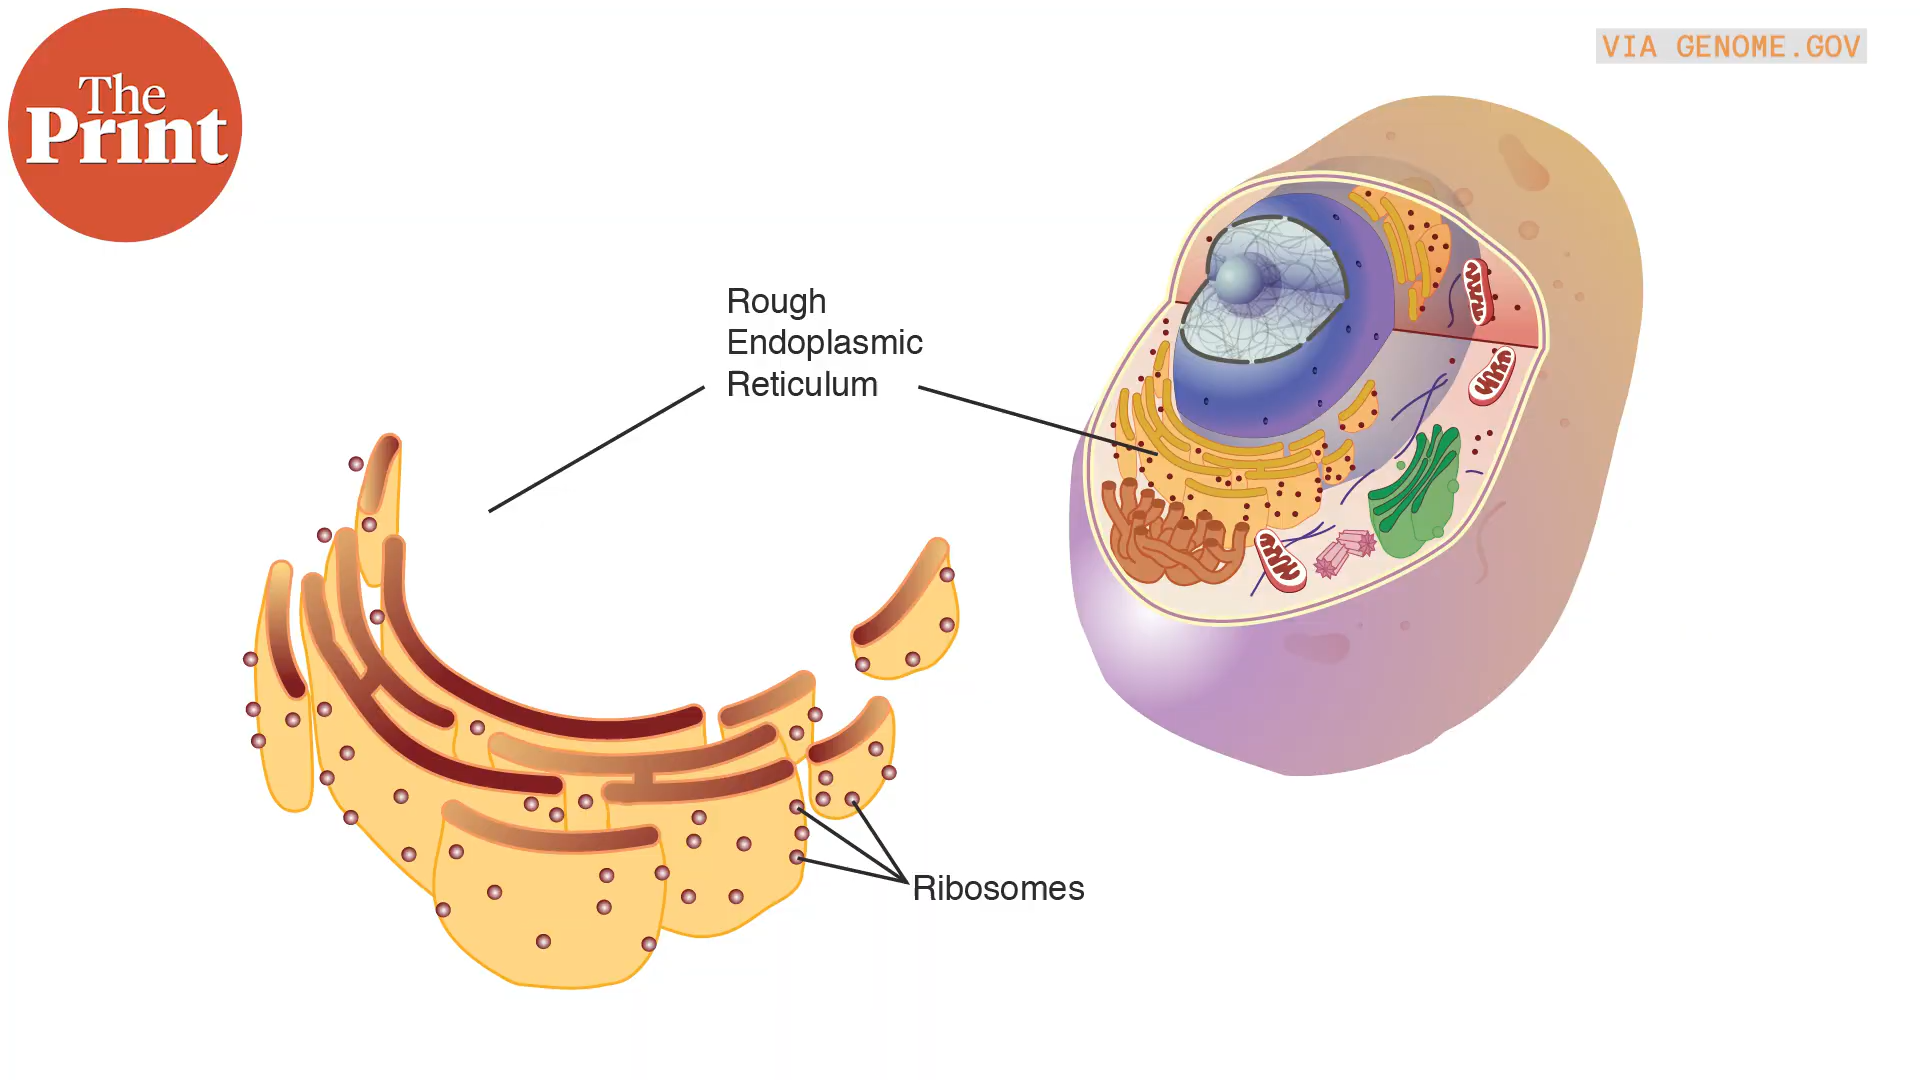 The
Print
VIA GENOME.GOV
Rough
Endoplasmic
Reticulum
Ribosomes